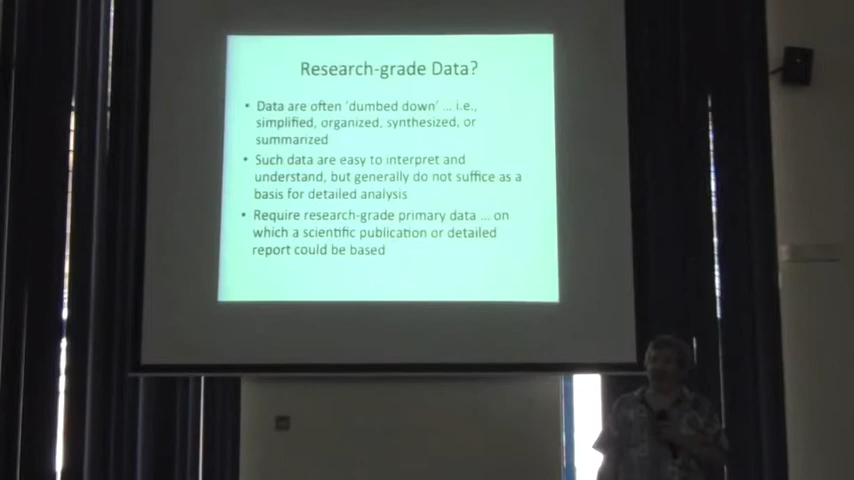 Research-grade Data?
• Data are often 'dumbed down' ... i.e.,
simplified, organized, synthesized, or
summarized
• Such data are easy to interpret and
understand, but generally do not suffice as a
basis for detailed analysis
• Require research-grade primary data ... on
which a scientific publication or detailed
report could be based